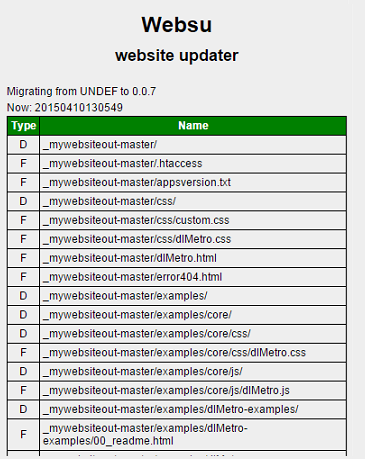 Websu
website updater
Migrating from UNDEF to 0.0.7
Now: 20150410130549
Type Name
D _mywebsiteout-master/
F _mywebsiteout-master/.htaccess
F _mywebsiteout-master/appsversion.txt
D _mywebsiteout-master/css/
F _mywebsiteout-master/css/custom.css
F _mywebsiteout-master/css/dlMetro.css
F _mywebsiteout-master/dlMetro.html
F _mywebsiteout-master/error404.html
D _mywebsiteout-master/examples/
D _mywebsiteout-master/examples/core/
D _mywebsiteout-master/examples/core/css/
F _mywebsiteout-master/examples/core/css/dlMetro.css
D _mywebsiteout-master/examples/core/js/
F _mywebsiteout-master/examples/core/js/dlMetro.js
D _mywebsiteout-master/examples/dlMetro-examples/
F _mywebsiteout-master/examples/dlMetro-
examples/00_readme.html